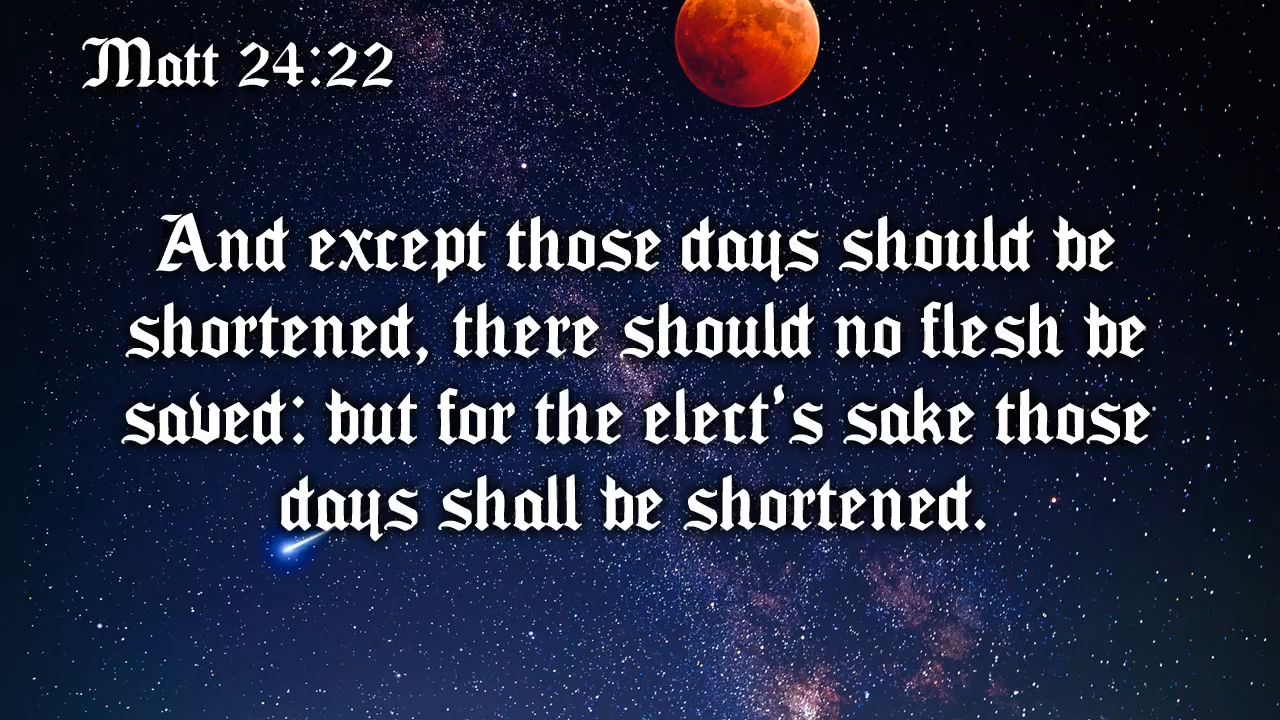 Matt 24:22
And except those days should be
shortened, there should no flesh be
saved: but for the elect's sake those
days shall be shortened.